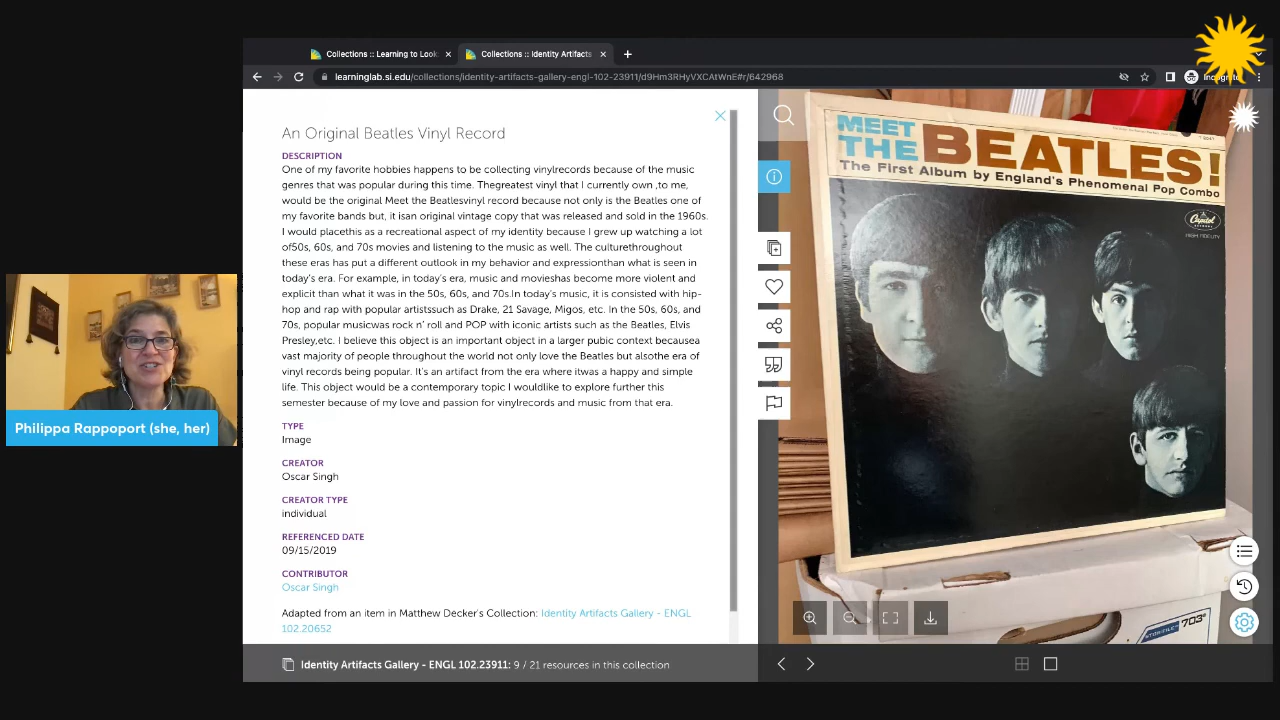 Collections :: Learning to Look
Collections :: Identity Artifacts
learninglab.si.edu/collections/identity-artifacts-gallery-engl-102-23911/d9Hm3RHyVXCAtWnE#r/642968
An Original Beatles Vinyl Record
DESCRIPTION
One of my favorite hobbies happens to be collecting vinylrecords because of the music
genres that was popular during this time. Thegreatest vinyl that I currently own ,to me,
would be the original Meet the Beatlesvinyl record because not only is the Beatles one of
my favorite bands but, it isan original vintage copy that was released and sold in the 1960s.
I would placethis as a recreational aspect of my identity because I grew up watching a lot
of50s, 60s, and 70s movies and listening to the music as well. The culturethroughout
these eras has put a different outlook in my behavior and expressionthan what is seen in
today's era. For example, in today's era, music and movieshas become more violent and
explicit than what it was in the 50s, 60s, and 70s.In today's music, it is consisted with hip-
hop and rap with popular artistssuch as Drake, 21 Savage, Migos, etc. In the 50s, 60s, and
70s, popular musicwas rock n' roll and POP with iconic artists such as the Beatles, Elvis
Presley,etc. I believe this object is an important object in a larger pubic context becausea
vast majority of people throughout the world not only love the Beatles but alsothe era of
vinyl records being popular. It's an artifact from the era where itwas a happy and simple
life. This object would be a contemporary topic I wouldlike to explore further this
semester because of my love and passion for vinylrecords and music from that era.
TYPE
Image
CREATOR
Oscar Singh
CREATOR TYPE
individual
REFERENCED DATE
09/15/2019
CONTRIBUTOR
Oscar Singh
Adapted from an item in Matthew Decker's Collection: Identity Artifacts Gallery - ENGL
102.20652
Identity Artifacts Gallery - ENGL 102.23911: 9 / 21 resources in this collection
MEET
THE BEATLES!
The First Album by England's Phenomenal Pop Combo
Capitol
HIGH FIDELITY
703
Philippa Rappoport (she, her)